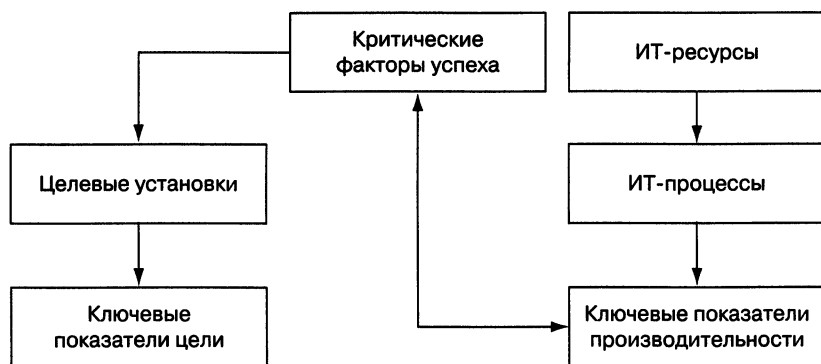 Критические
факторы успеха
ИТ-ресурсы
Целевые установки
ИТ-процессы
Ключевые
показатели цели
Ключевые показатели
производительности